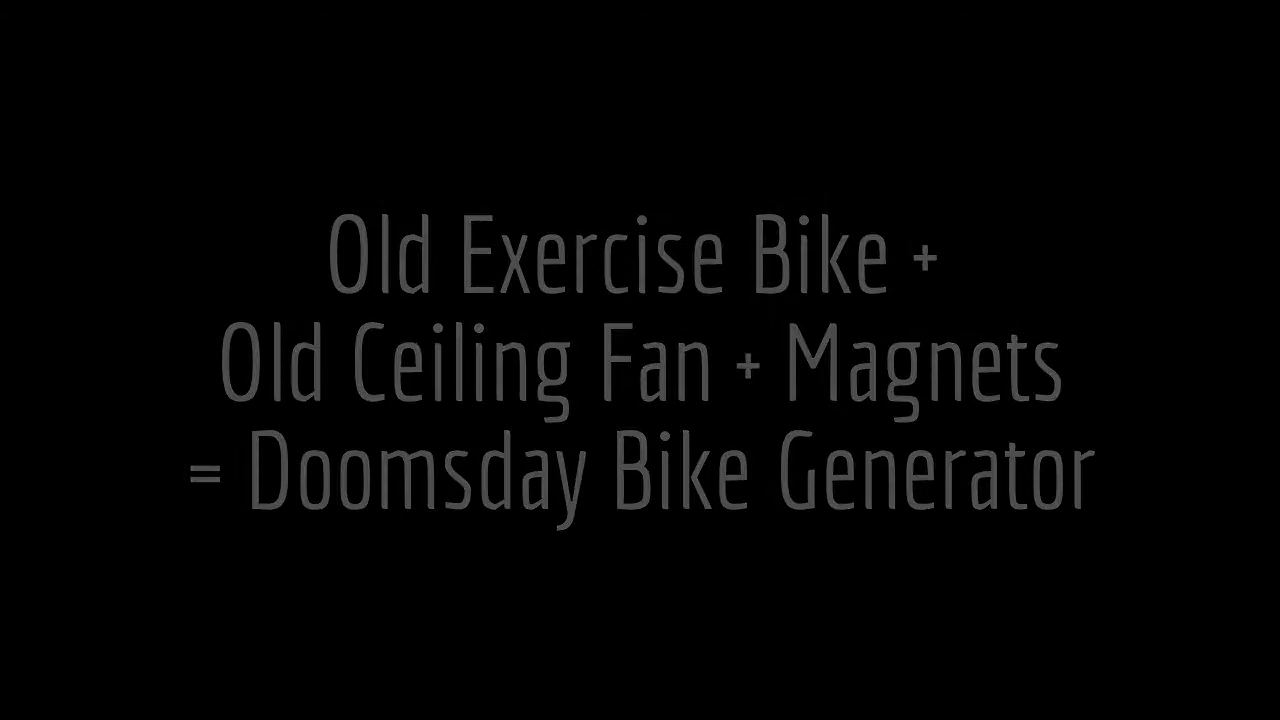 Old Exercise Bike +
Old Ceiling Fan + Magnets
= Doomsday Bike Generator